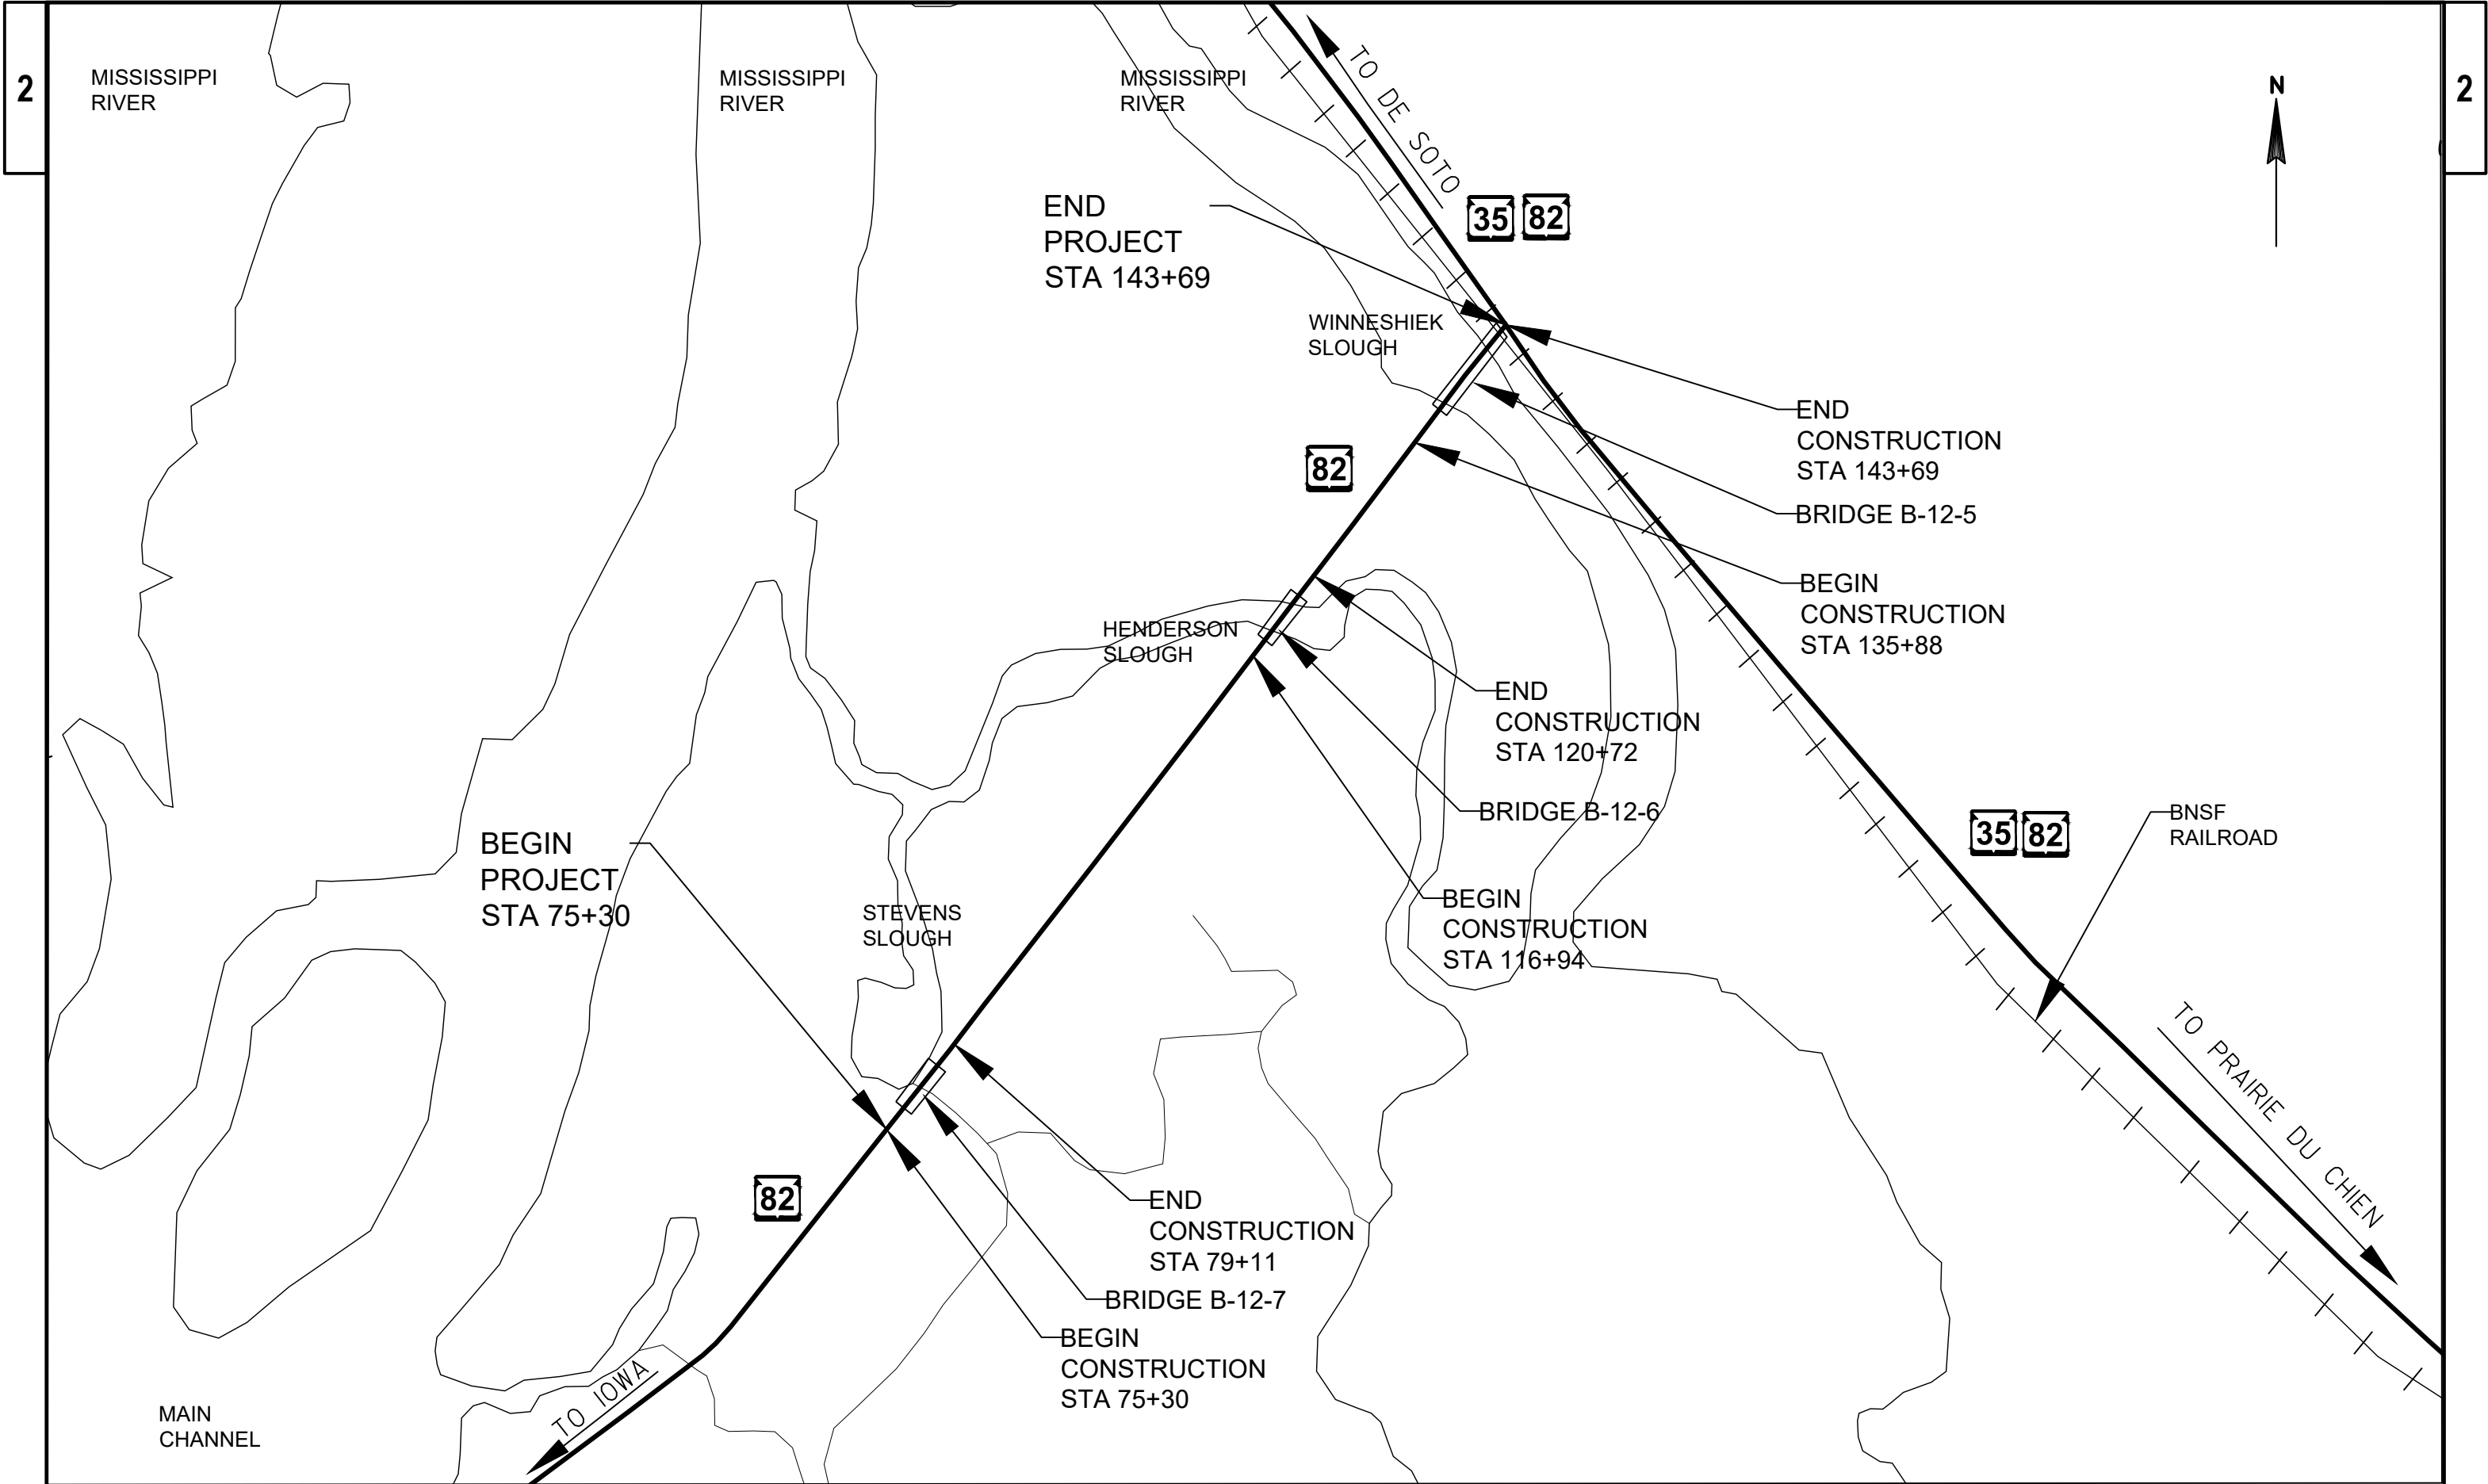 2
MISSISSIPPI
RIVER
MISSISSIPPI
RIVER
MISSISSIPPI
RIVER
TO DE SOTO
N
2
END
PROJECT
STA 143+69
35 82
WINNESHIEK
SLOUGH
END
CONSTRUCTION
STA 143+69
82
BRIDGE B-12-5
BEGIN
CONSTRUCTION
STA 135+88
HENDERSON
SLOUGH
END
CONSTRUCTION
STA 120+72
BRIDGE B-12-6
BNSF
RAILROAD
35 82
BEGIN
PROJECT
STA 75+30
BEGIN
CONSTRUCTION
STA 116+94
STEVENS
SLOUGH
TO PRAIRIE DU CHIEN
82
END
CONSTRUCTION
STA 79+11
BRIDGE B-12-7
BEGIN
CONSTRUCTION
STA 75+30
TO IOWA
MAIN
CHANNEL